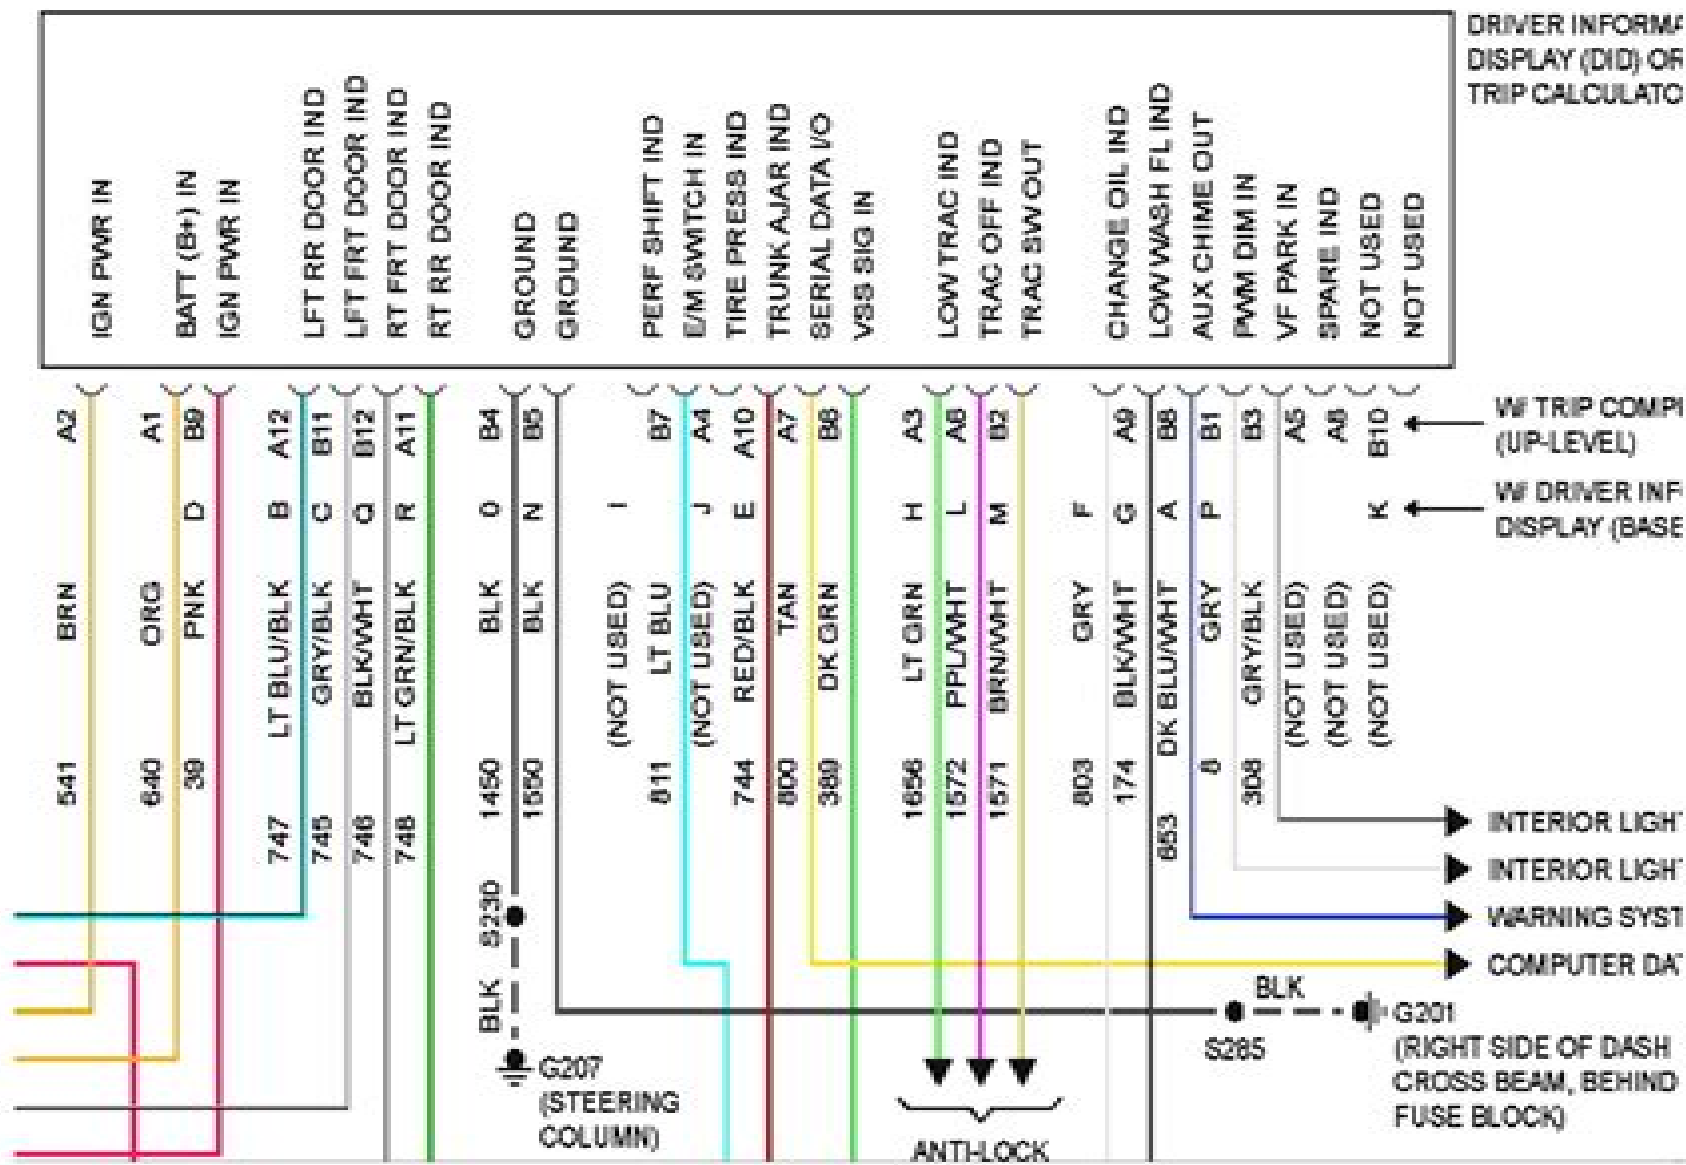 DRIVER INFORMA
DISPLAY (DID) OR
TRIP CALCULATO
IGN PWR IN
BATT (B+) IN
IGN PWR IN
LFT RR DOOR IND
LFT FRT DOOR IND
RT FRT DOOR IND
RT RR DOOR IND
GROUND
GROUND
PERF SHIFT IND
E/M SWITCH IN
TIRE PRESS IND
TRUNK AJAR IND
SERIAL DATA I/O
VSS SIG IN
LOW TRAC IND
TRAC OFF IND
TRAC SW OUT
CHANGE OIL IND
LOW WASH FL IND
AUX CHIME OUT
PWM DIM IN
VF PARK IN
SPARE IND
NOT USED
NOT USED
A2
A1
B9
A12
B11
B12
A11
B4
B5
B7
A4
A10
A7
B6
A3
A6
B2
A9
B8
B1
B3
A5
A8
B10
W/ TRIP COMP
(UP-LEVEL)
D
B
C
Q
R
O
N
I
J
E
H
L
M
F
G
A
P
K
W/ DRIVER INF
DISPLAY (BASE
BRN
ORG
PNK
LT BLU/BLK
GRY/BLK
BLK/WHT
LT GRN/BLK
BLK
BLK
(NOT USED)
LT BLU
(NOT USED)
RED/BLK
TAN
DK GRN
LT GRN
PPL/WHT
BRN/WHT
GRY
BLK/WHT
DK BLU/WHT
GRY
GRY/BLK
(NOT USED)
(NOT USED)
(NOT USED)
541
640
39
747
745
746
748
1450
1550
811
744
800
389
1656
1572
1571
803
174
653
8
308
INTERIOR LIGHT
INTERIOR LIGHT
WARNING SYST
COMPUTER DAT
S230
BLK
G207
(STEERING
COLUMN)
BLK
S285
G201
(RIGHT SIDE OF DASH
CROSS BEAM, BEHIND
FUSE BLOCK)
ANTI-LOCK